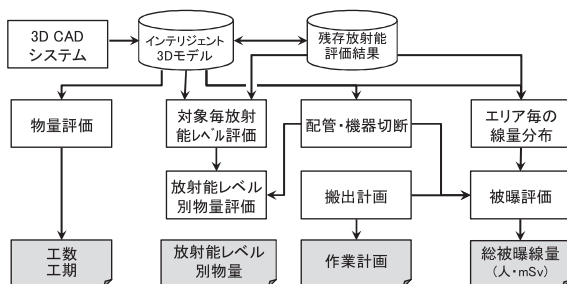 3D CAD
システム
インテリジェント
3Dモデル
残存放射能
評価結果
物量評価
対象毎放射
能レベル評価
配管・機器切断
エリア毎の
線量分布
放射能レベル
別物量評価
搬出計画
被曝評価
工数
工期
放射能レベル
別物量
作業計画
総被曝線量
(人・mSv)